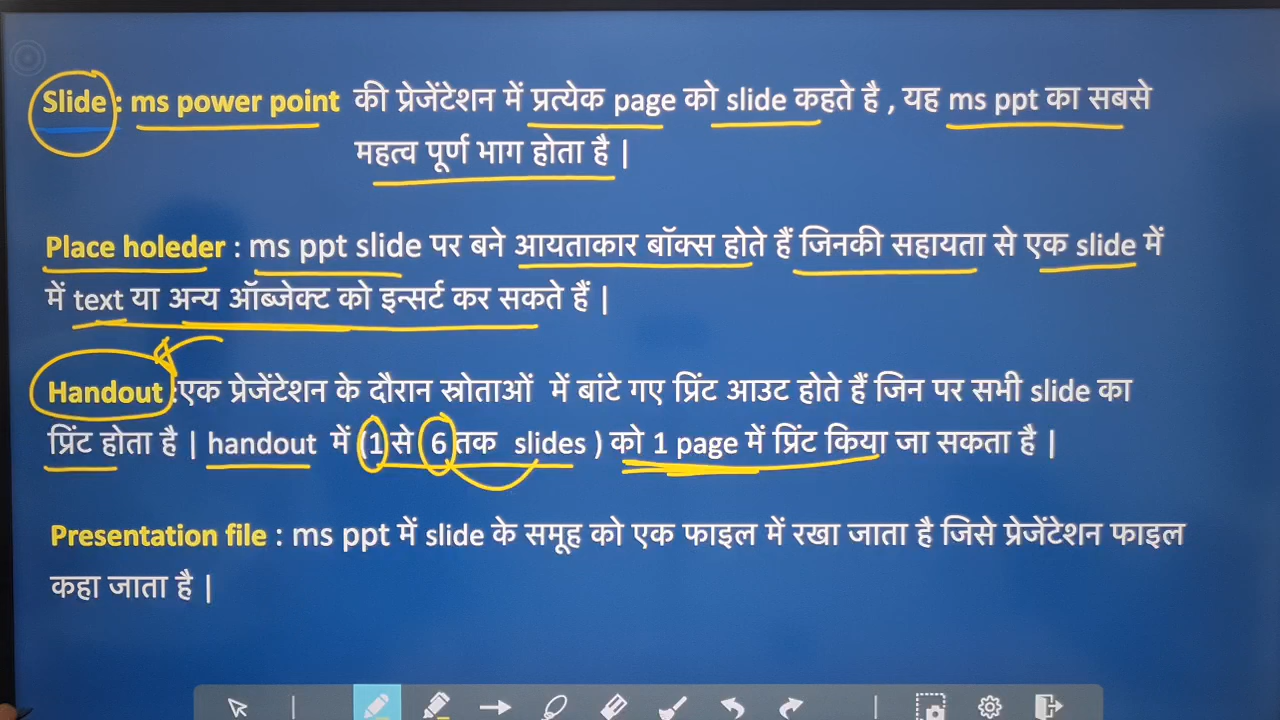 Slide : ms power point की प्रेजेंटेशन में प्रत्येक page को slide कहते है , यह ms ppt का सबसे
महत्व पूर्ण भाग होता है |
Place holeder : ms ppt slide पर बने आयताकार बॉक्स होते हैं जिनकी सहायता से एक slide में
में text या अन्य ऑब्जेक्ट को इन्सर्ट कर सकते हैं |
Handout :एक प्रेजेंटेशन के दौरान स्रोताओं में बांटे गए प्रिंट आउट होते हैं जिन पर सभी slide का
प्रिंट होता है | handout में (1 से 6 तक slides ) को 1 page में प्रिंट किया जा सकता है |
Presentation file : ms ppt में slide के समूह को एक फाइल में रखा जाता है जिसे प्रेजेंटेशन फाइल
कहा जाता है |